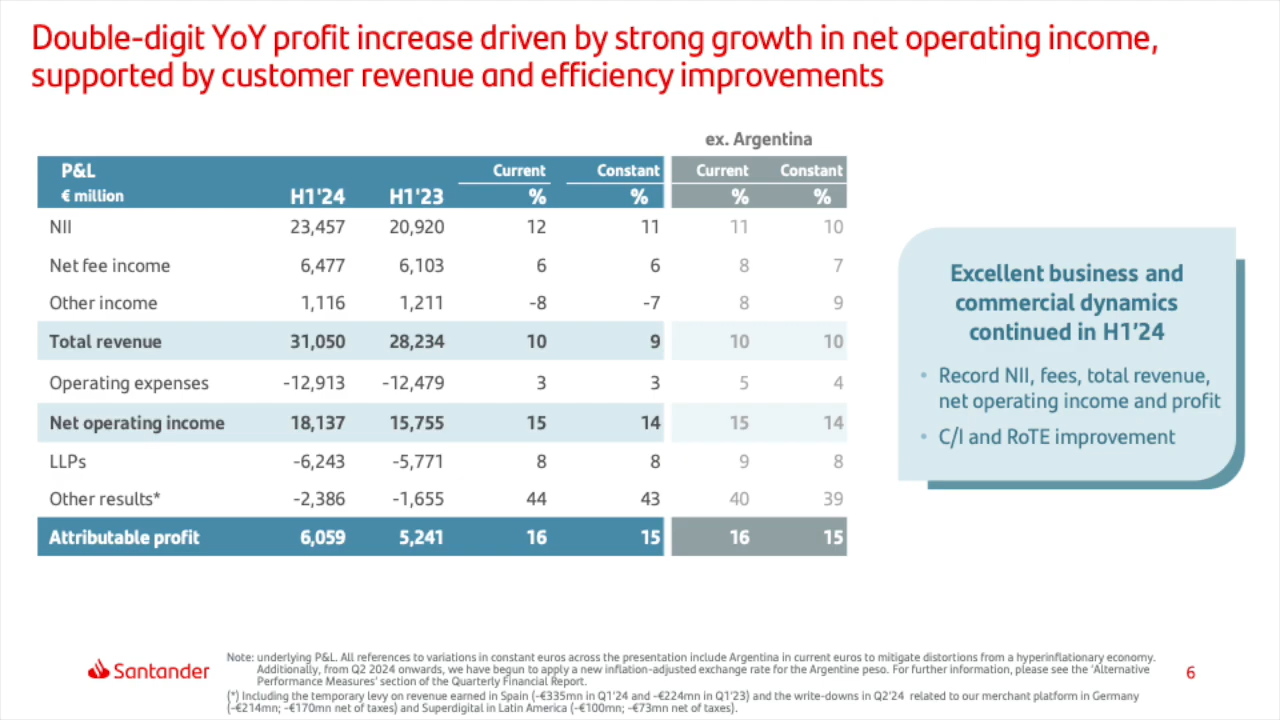 Double-digit YoY profit increase driven by strong growth in net operating income,
supported by customer revenue and efficiency improvements
ex. Argentina
P&L Current Constant Current Constant
€ million H1'24 H1'23 % % % %
NII 23,457 20,920 12 11 11 10
Net fee income 6,477 6,103 6 6 8 7
Other income 1,116 1,211 -8 -7 8 9
Total revenue 31,050 28,234 10 9 10 10
Operating expenses -12,913 -12,479 3 3 5 4
Net operating income 18,137 15,755 15 14 15 14
LLPs -6,243 -5,771 8 8 9 8
Other results* -2,386 -1,655 44 43 40 39
Attributable profit 6,059 5,241 16 15 16 15
Excellent business and
commercial dynamics
continued in H1'24
• Record NII, fees, total revenue,
net operating income and profit
• C/I and RoTE improvement
Santander
Note: underlying P&L. All references to variations in constant euros across the presentation include Argentina in current euros to mitigate distortions from a hyperinflationary economy.
Additionally, from Q2 2024 onwards, we have begun to apply a new inflation-adjusted exchange rate for the Argentine peso. For further information, please see the 'Alternative
Performance Measures' section of the Quarterly Financial Report.
(*) Including the temporary levy on revenue earned in Spain (-€335mn in Q1'24 and -€224mn in Q1'23) and the write-downs in Q2'24 related to our merchant platform in Germany
(-€214mn; -€170mn net of taxes) and Superdigital in Latin America (-€100mn; -€73mn net of taxes).
6